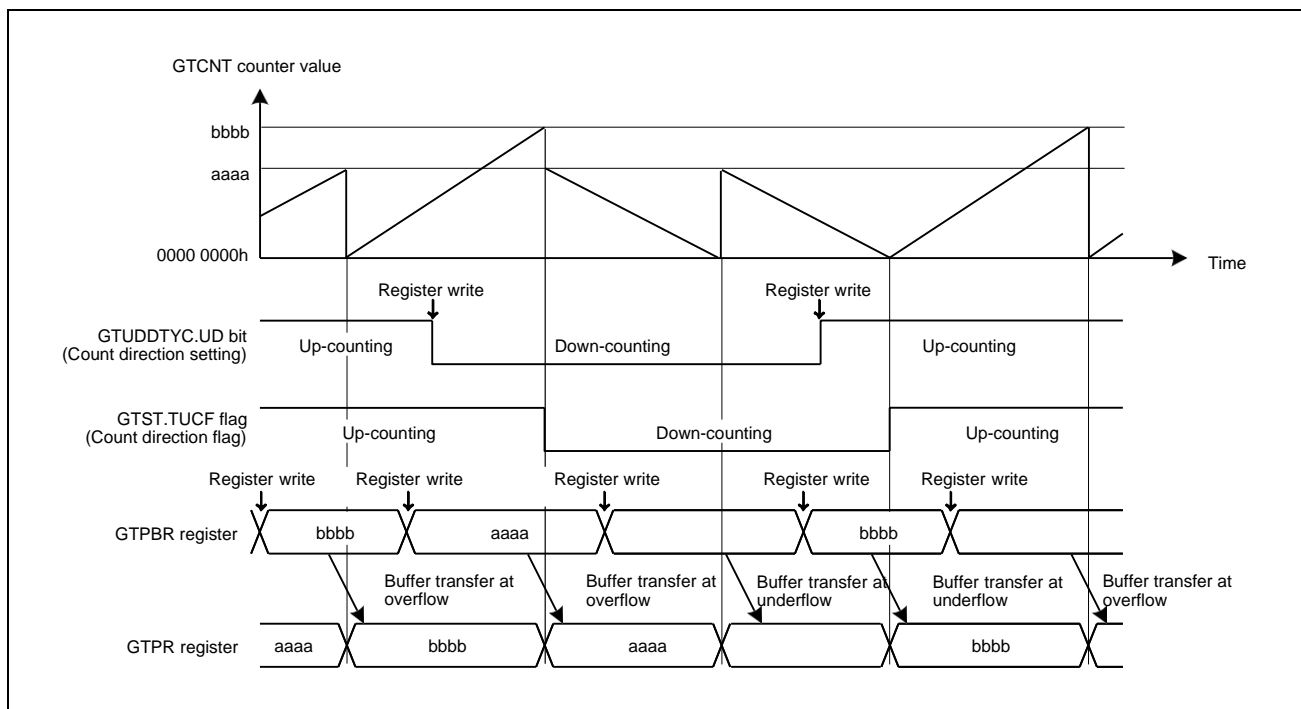 GTCNT counter value
bbbb
aaaa
0000 0000h
Time
Register write
Register write
GTUDDTYC.UD bit
(Count direction setting)
Up-counting
Down-counting
Up-counting
GTST.TUCF flag
(Count direction flag)
Up-counting
Down-counting
Up-counting
Register write
Register write
Register write
Register write
Register write
GTPBR register
bbbb
aaaa
bbbb
Buffer transfer at
overflow
Buffer transfer at
overflow
Buffer transfer at
underflow
Buffer transfer at
underflow
Buffer transfer at
overflow
GTPR register
aaaa
bbbb
aaaa
bbbb